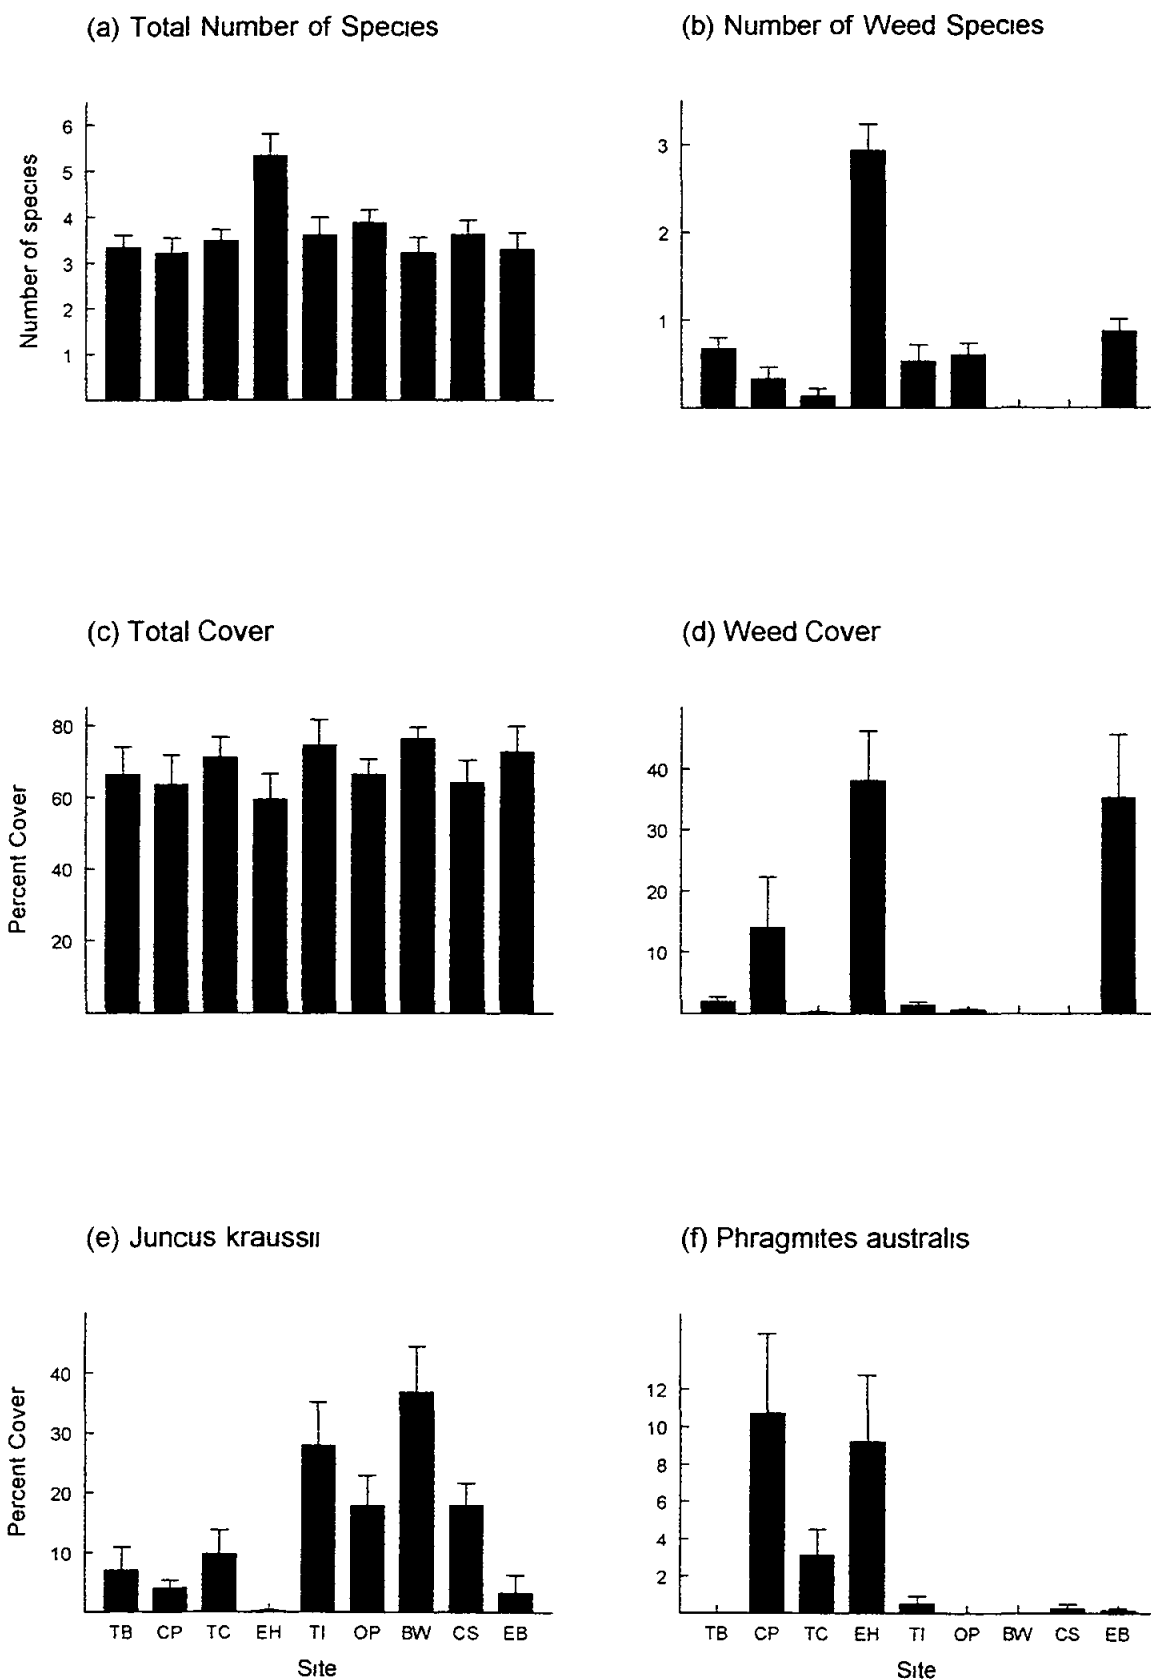 (a) Total Number of Species
(b) Number of Weed Species
Number of species
6
5
4
3
2
1
3
2
1
(c) Total Cover
(d) Weed Cover
Percent Cover
80
60
40
20
40
30
20
10
(e) Juncus kraussii
(f) Phragmites australis
Percent Cover
40
30
20
10
12
10
8
6
4
2
TB CP TC EH TI OP BW CS EB
TB CP TC EH TI OP BW CS EB
Site
Site